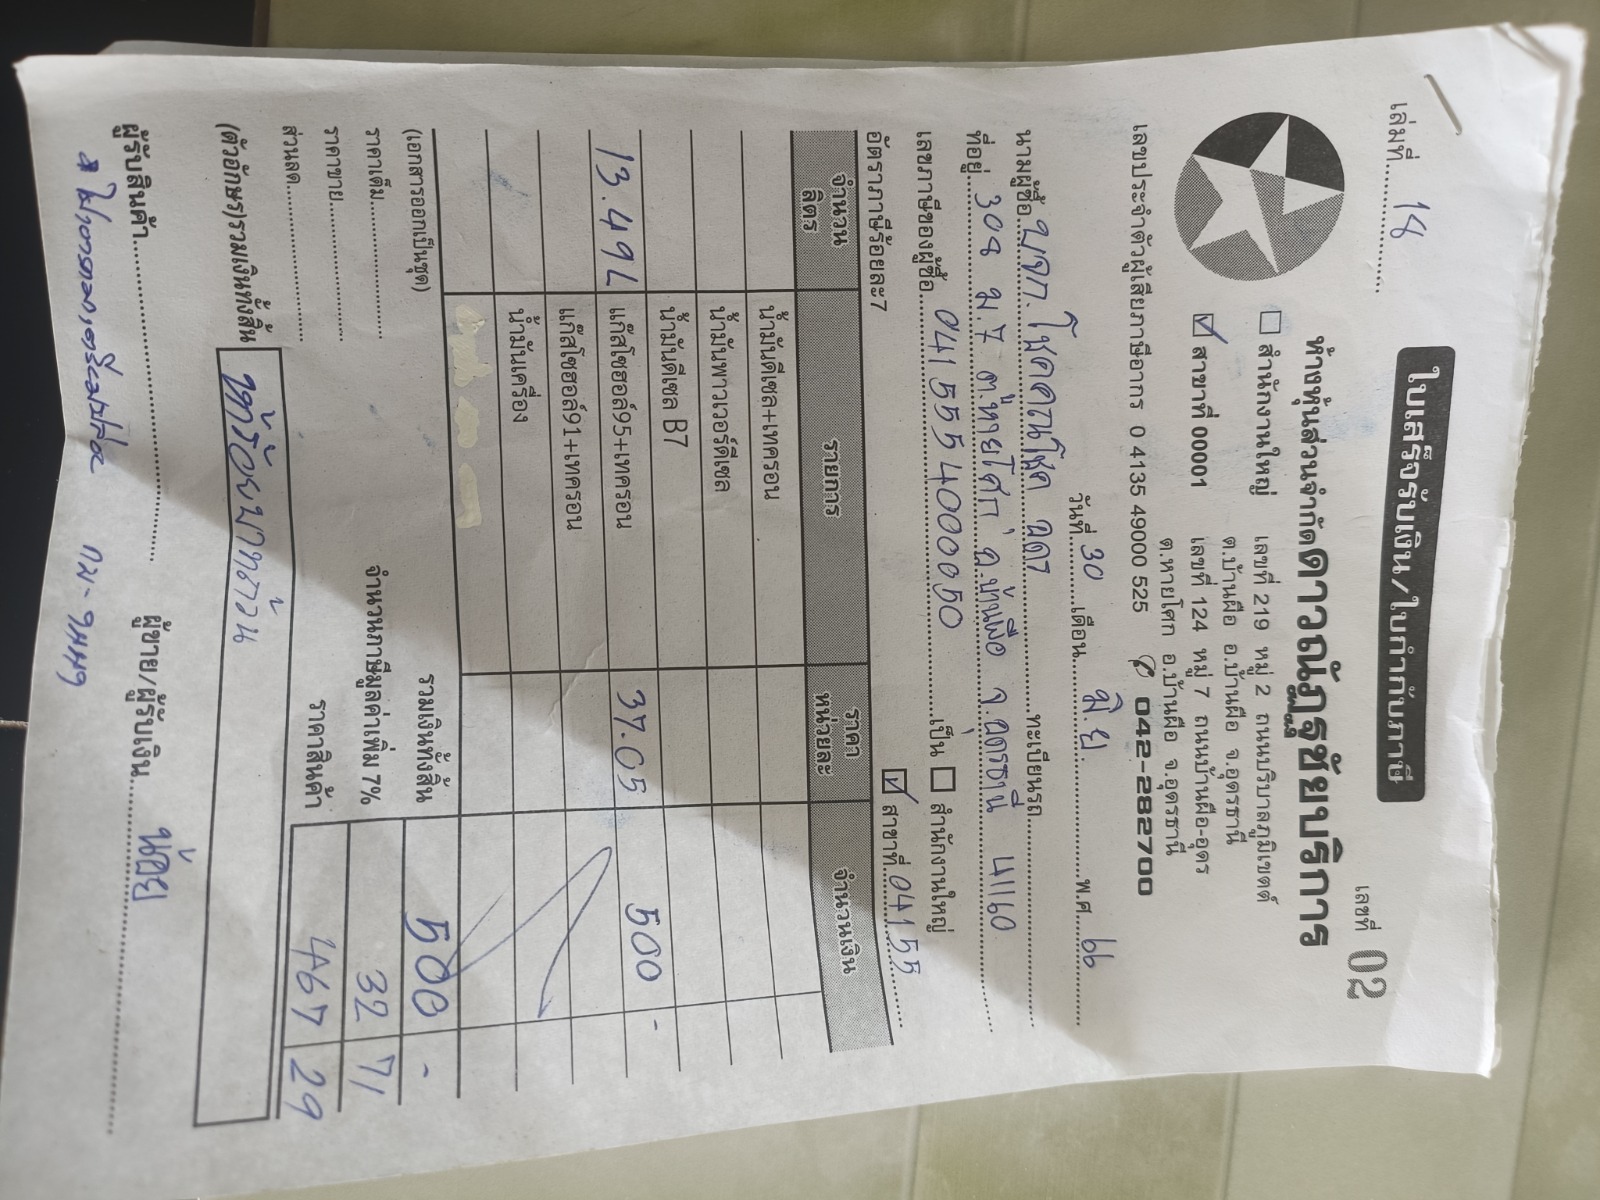 เล่มที่ 18
เลขที่ 02
ใบเสร็จรับเงิน/ใบกำกับภาษี
ห้างหุ้นส่วนจำกัดดาวณัฏฐชัยบริการ
☐ สำนักงานใหญ่ เลขที่ 219 หมู่ 2 ถนนบริบาลภูมิเขตต์
ต.บ้านผือ อ.บ้านผือ จ.อุดรธานี
☑ สาขาที่ 00001 เลขที่ 124 หมู่ 7 ถนนบ้านผือ-อุดร
ต.หายโศก อ.บ้านผือ จ.อุดรธานี
เลขประจำตัวผู้เสียภาษีอากร 0 4135 49000 525 ✆ 042-282700
วันที่ 30 เดือน มิ.ย. พ.ศ. 66
นามผู้ซื้อ บจก. โชคคณโชค อุดร ทะเบียนรถ
ที่อยู่ 309 ม 7 ต หายโศก อ บ้านผือ จ อุดรธานี 41160
เลขภาษีของผู้ซื้อ 0415554000050 เป็น ☐ สำนักงานใหญ่
อัตราภาษีร้อยละ7 ☑ สาขาที่ 04155
จำนวนลิตร รายการ ราคาหน่วยละ จำนวนเงิน
น้ำมันดีเซล+เทครอน
น้ำมันพาวเวอร์ดีเซล
น้ำมันดีเซล B7
13.49L แก๊สโซฮอล์95+เทครอน 37.05 500 -
แก๊สโซฮอล์91+เทครอน
น้ำมันเครื่อง
(เอกสารออกเป็นชุด) รวมเงินทั้งสิ้น 500 -
ราคาเต็ม จำนวนภาษีมูลค่าเพิ่ม 7% 32 71
ราคาขาย ราคาสินค้า 467 29
ส่วนลด
(ตัวอักษร)รวมเงินทั้งสิ้น ห้าร้อยบาทถ้วน
ผู้รับสินค้า ผู้ขาย/ผู้รับเงิน น้อย